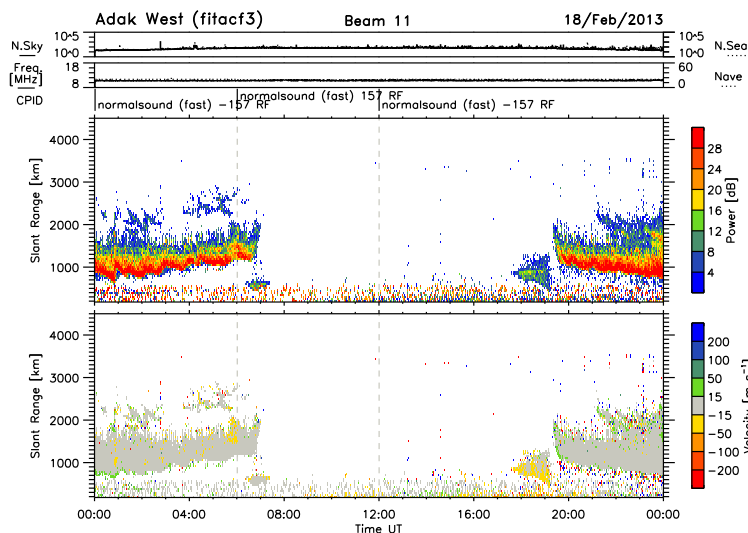 Adak West (fitacf3) Beam 11 18/Feb/2013
N.Sky 10^5 10^0 10^5 10^0 N.Sea
Freq. [MHz] 18 8 60 0 Nave
CPID normalsound (fast) -157 RF normalsound (fast) 157 RF normalsound (fast) -157 RF
Slant Range [km]
4000
3000
2000
1000
Power [dB]
28
24
20
16
12
8
4
Slant Range [km]
4000
3000
2000
1000
Velocity [m s^-1]
200
100
50
15
-15
-50
-100
-200
00:00 04:00 08:00 12:00 16:00 20:00 00:00
Time UT